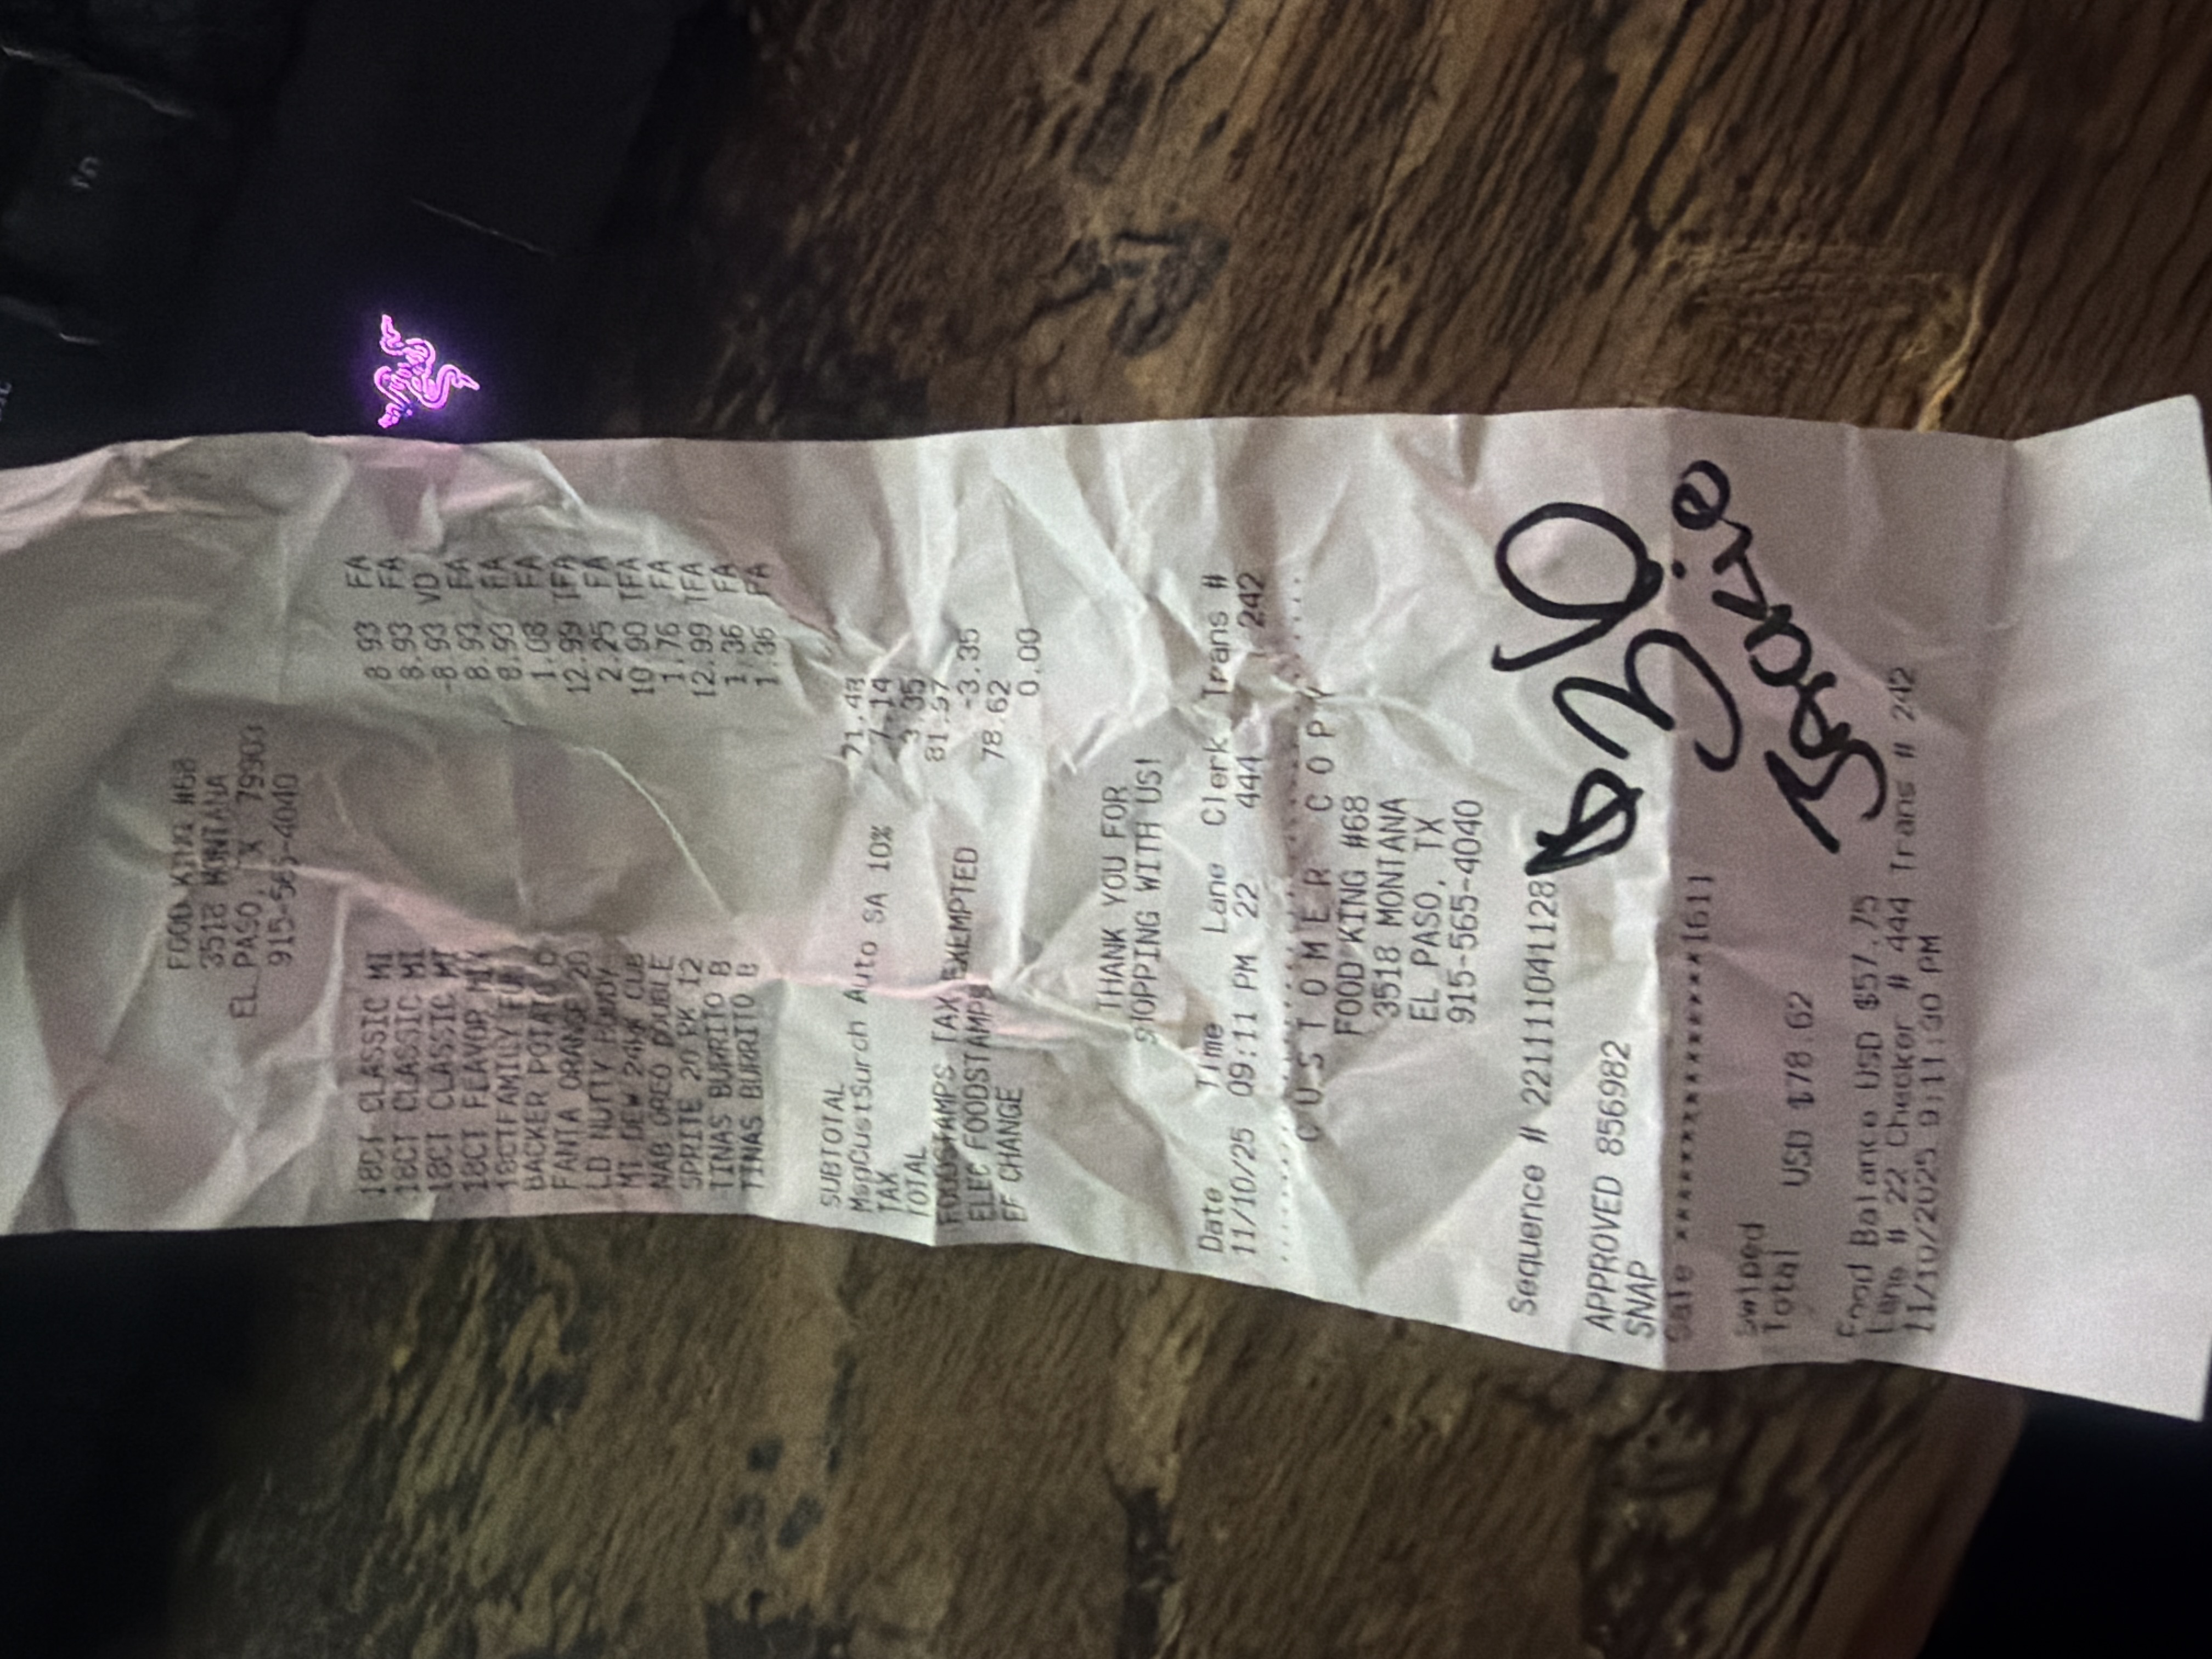 FOOD KING #68
3518 MONTANA
EL PASO, TX 79903
915-565-4040
18CT CLASSIC MI 8.93 FA
18CT CLASSIC MI 8.93 FA
18CT CLASSIC MI -8.93 VD
18CT FLAVOR MIX 8.93 FA
18CTFAMILY FUN 8.93 FA
BACKER POTATO D 1.08 FA
FANTA ORANGE 20 12.99 TFA
LD NUTTY BUDDY 2.25 FA
MT DEW 24PK CUB 10.90 TFA
NAB OREO DOUBLE 1.76 FA
SPRITE 20 PK 12 12.99 TFA
TINAS BURRITO B 1.36 FA
TINAS BURRITO B 1.36 FA
SUBTOTAL 71.48
MsgCustSurch Auto SA 10% 7.14
TAX 3.35
TOTAL 81.97
FOODSTAMPS TAX EXEMPTED -3.35
ELEC FOODSTAMPS 78.62
EF CHANGE 0.00
THANK YOU FOR
SHOPPING WITH US!
Date Time Lane Clerk Trans #
11/10/25 09:11 PM 22 444 242
CUSTOMER COPY
FOOD KING #68
3518 MONTANA
EL PASO, TX
915-565-4040
Sequence # 221111041128
APPROVED 856982
SNAP
Sale ***************1611
Swiped
Total USD $78.62
Food Balance USD $57.75
Lane # 22 Checker # 444 Trans # 242
11/10/2025 9:11:30 PM